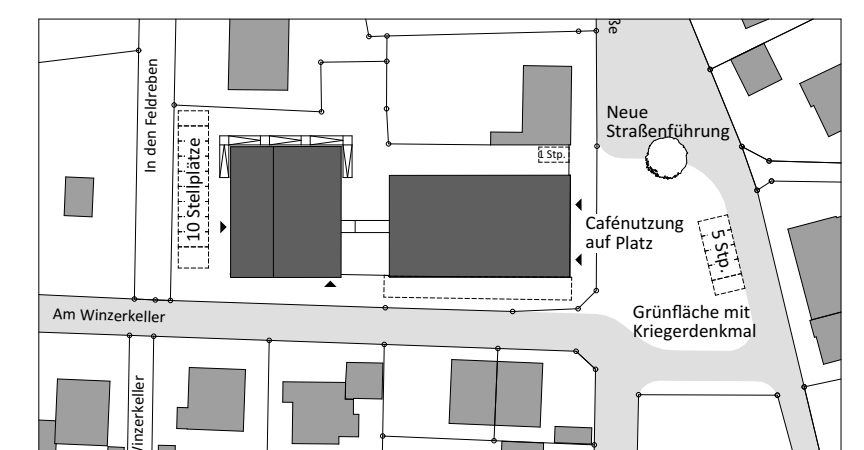 ße
Neue
Straßenführung
In den Feldreben
10 Stellplätze
1 Stp.
Cafénutzung
auf Platz
5 Stp.
Am Winzerkeller
Grünfläche mit
Kriegerdenkmal
Winzerkeller